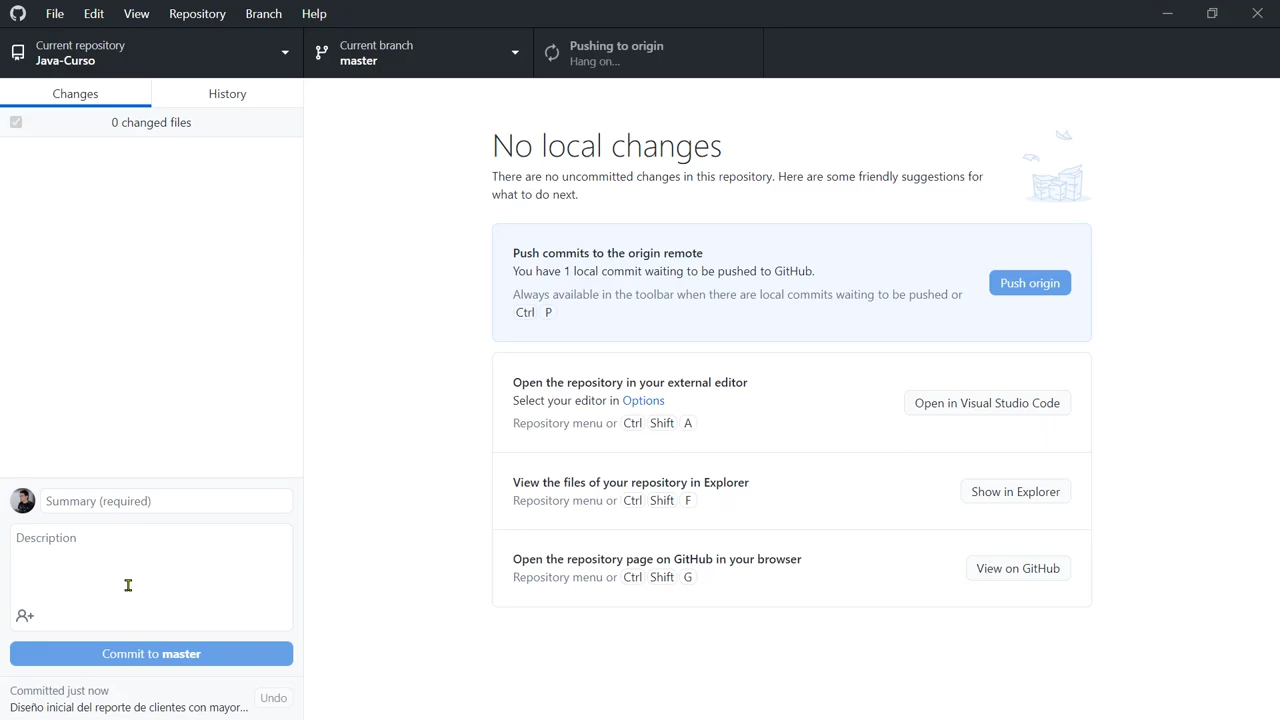 File Edit View Repository Branch Help
Current repository
Java-Curso
Current branch
master
Pushing to origin
Hang on...
Changes
History
0 changed files
No local changes
There are no uncommitted changes in this repository. Here are some friendly suggestions for
what to do next.
Push commits to the origin remote
You have 1 local commit waiting to be pushed to GitHub.
Always available in the toolbar when there are local commits waiting to be pushed or
Ctrl P
Push origin
Open the repository in your external editor
Select your editor in Options
Repository menu or Ctrl Shift A
Open in Visual Studio Code
View the files of your repository in Explorer
Repository menu or Ctrl Shift F
Show in Explorer
Open the repository page on GitHub in your browser
Repository menu or Ctrl Shift G
View on GitHub
Summary (required)
Description
Commit to master
Committed just now
Diseño inicial del reporte de clientes con mayor...
Undo